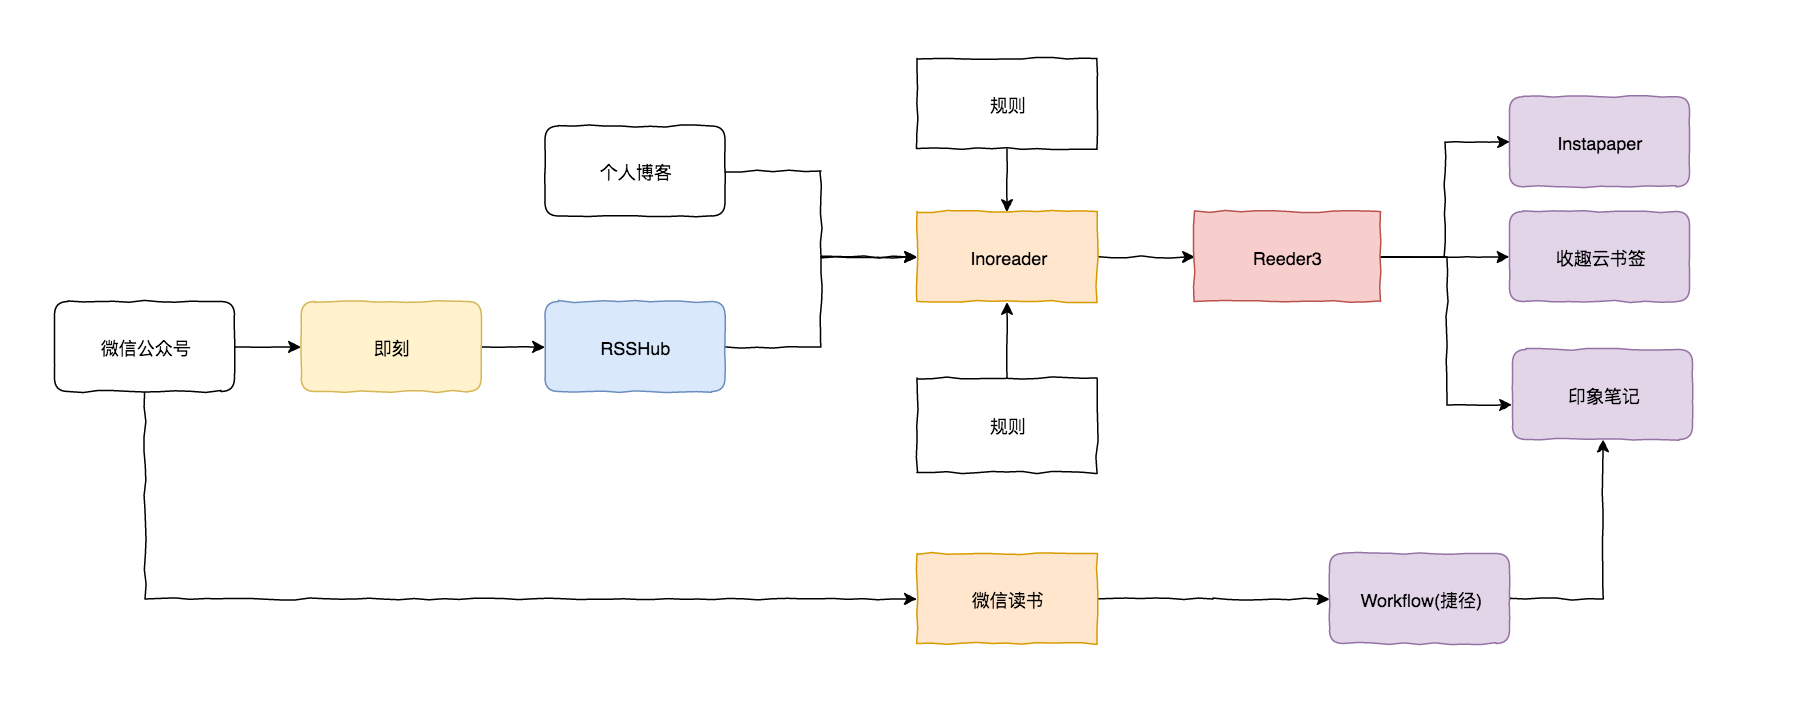 规则
个人博客
Instapaper
Inoreader
Reeder3
收趣云书签
微信公众号
即刻
RSSHub
规则
印象笔记
微信读书
Workflow(捷径)